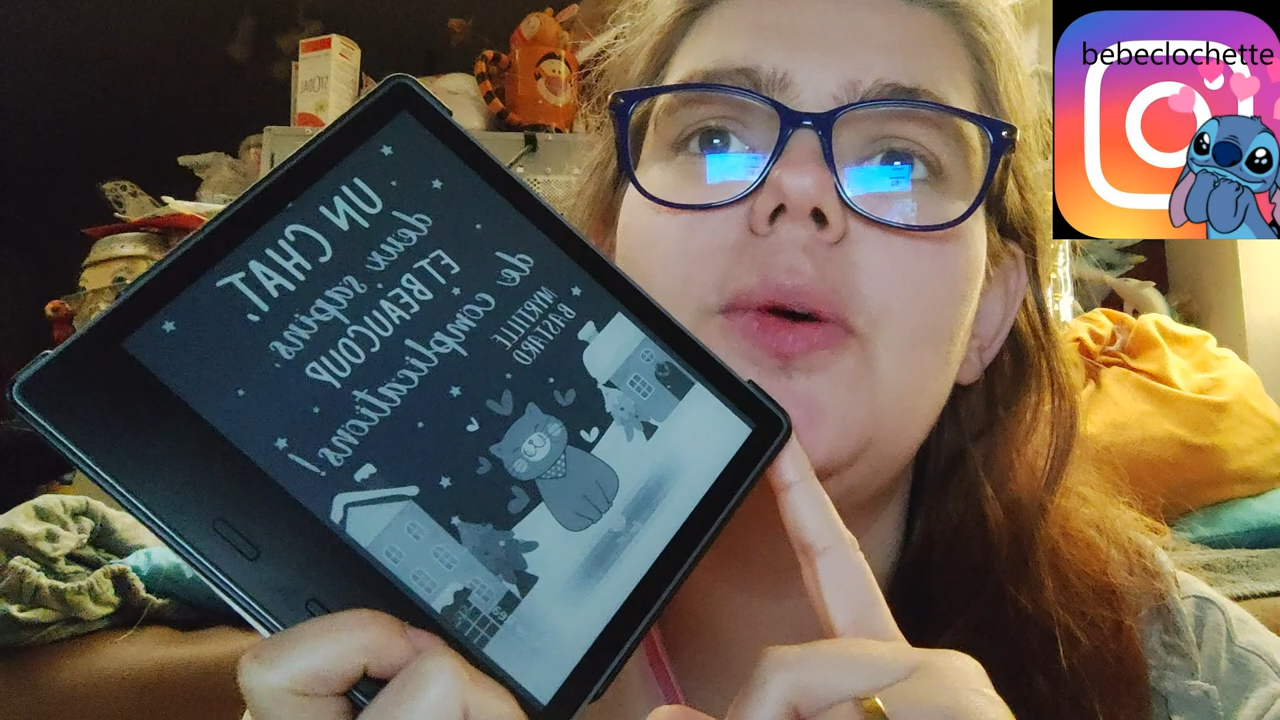 bebeclochette
UN CHAT,
deux sapins
ET BEAUCOUP
de complications !
MYRTILLE
BASTARD